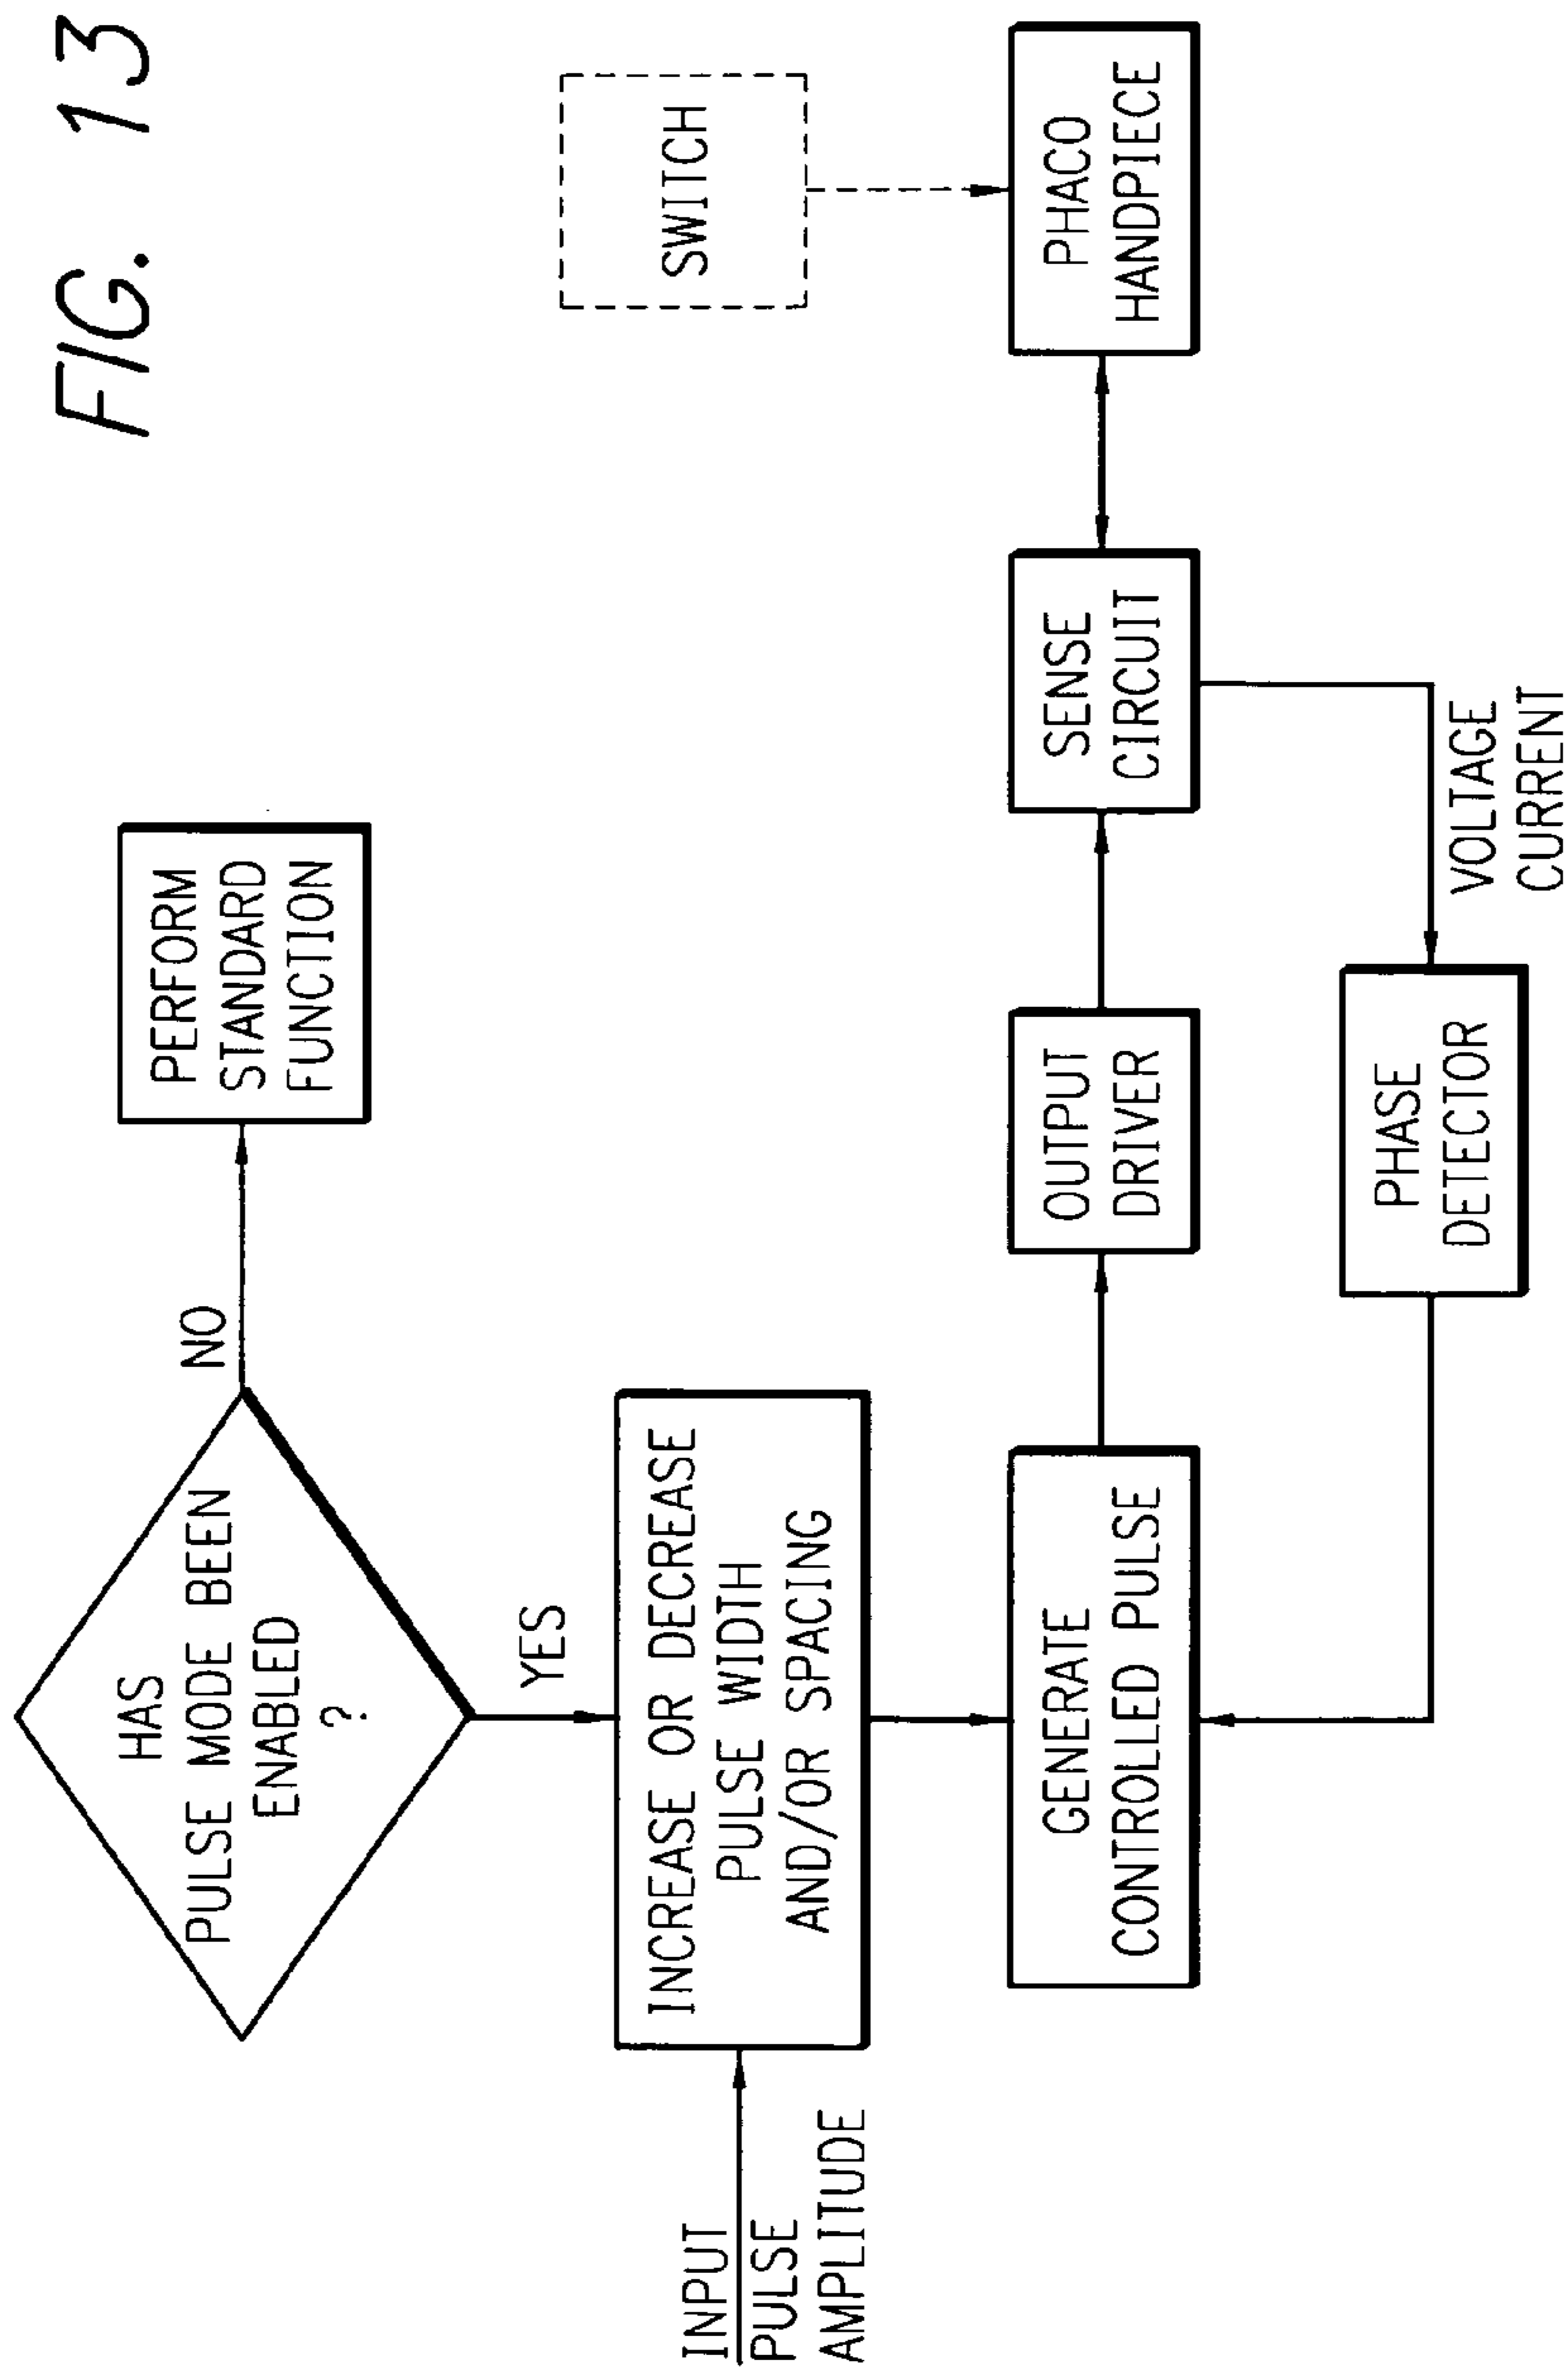 FIG. 13
HAS
PULSE MODE BEEN
ENABLED
?
NO
PERFORM
STANDARD
FUNCTION
YES
INPUT
PULSE
AMPLITUDE
INCREASE OR DECREASE
PULSE WIDTH
AND/OR SPACING
SWITCH
GENERATE
CONTROLLED PULSE
OUTPUT
DRIVER
SENSE
CIRCUIT
PHACO
HANDPIECE
PHASE
DETECTOR
VOLTAGE
CURRENT